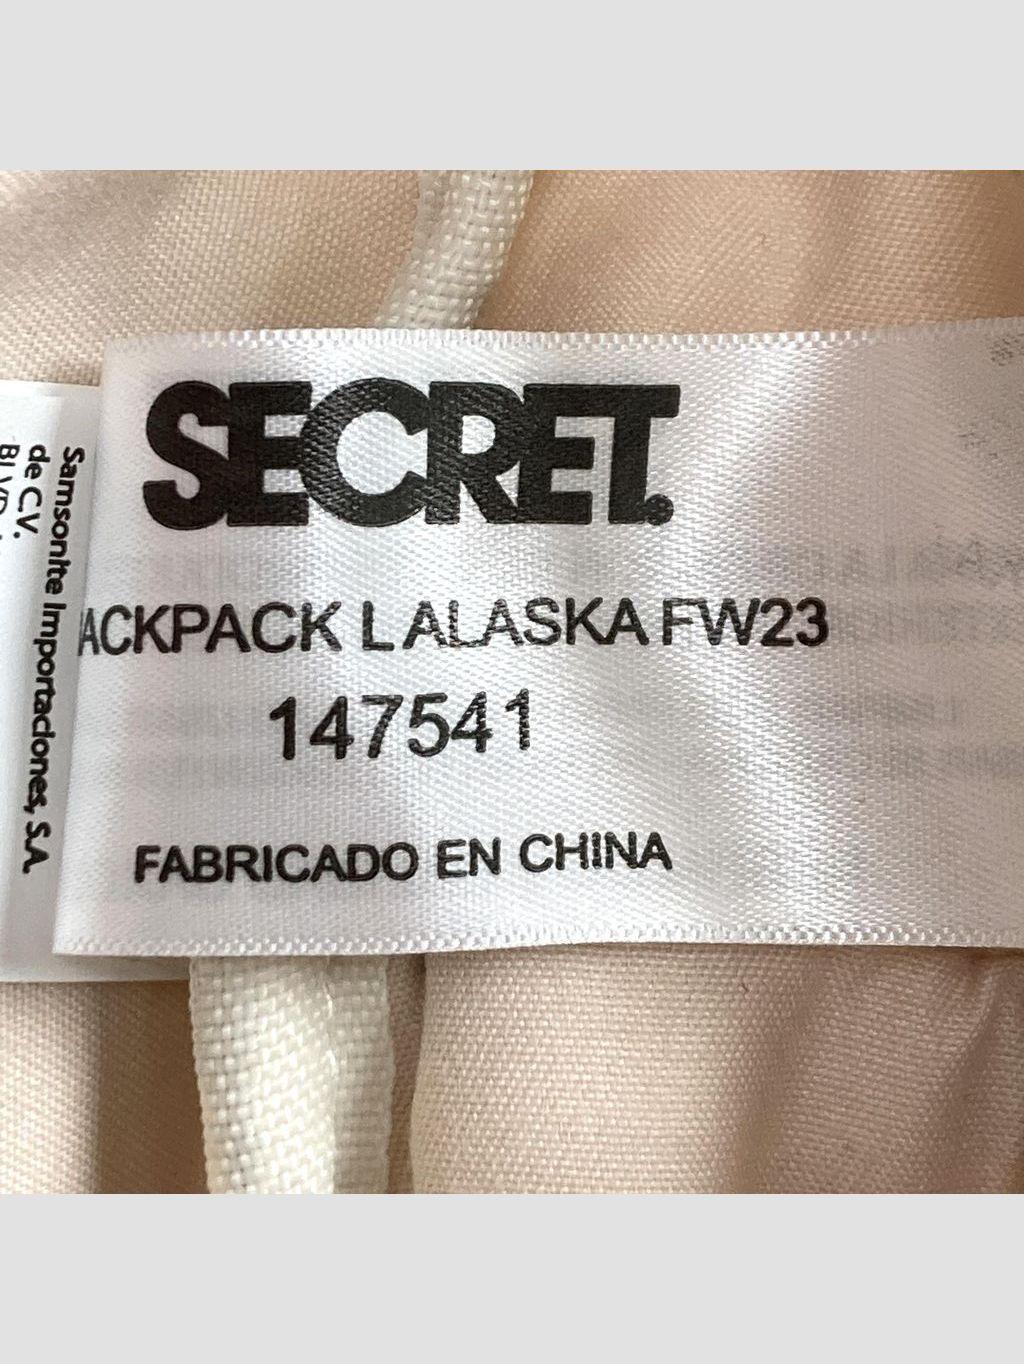 SECRET.
ACKPACK L ALASKA FW23
147541
FABRICADO EN CHINA
Samsonite Importaciones, S.A.
de C.V.